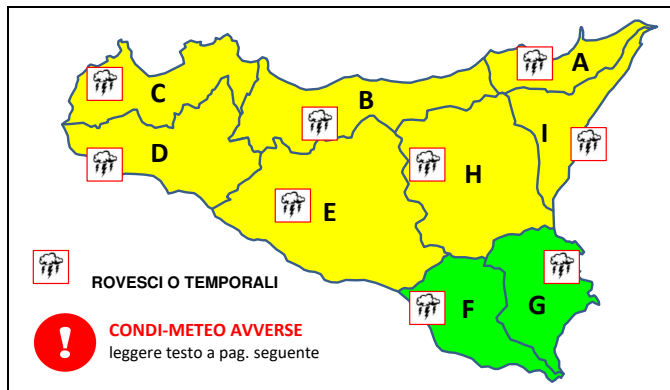 A
C
B
I
D
H
E
F
G
ROVESCI O TEMPORALI
CONDI-METEO AVVERSE
leggere testo a pag. seguente